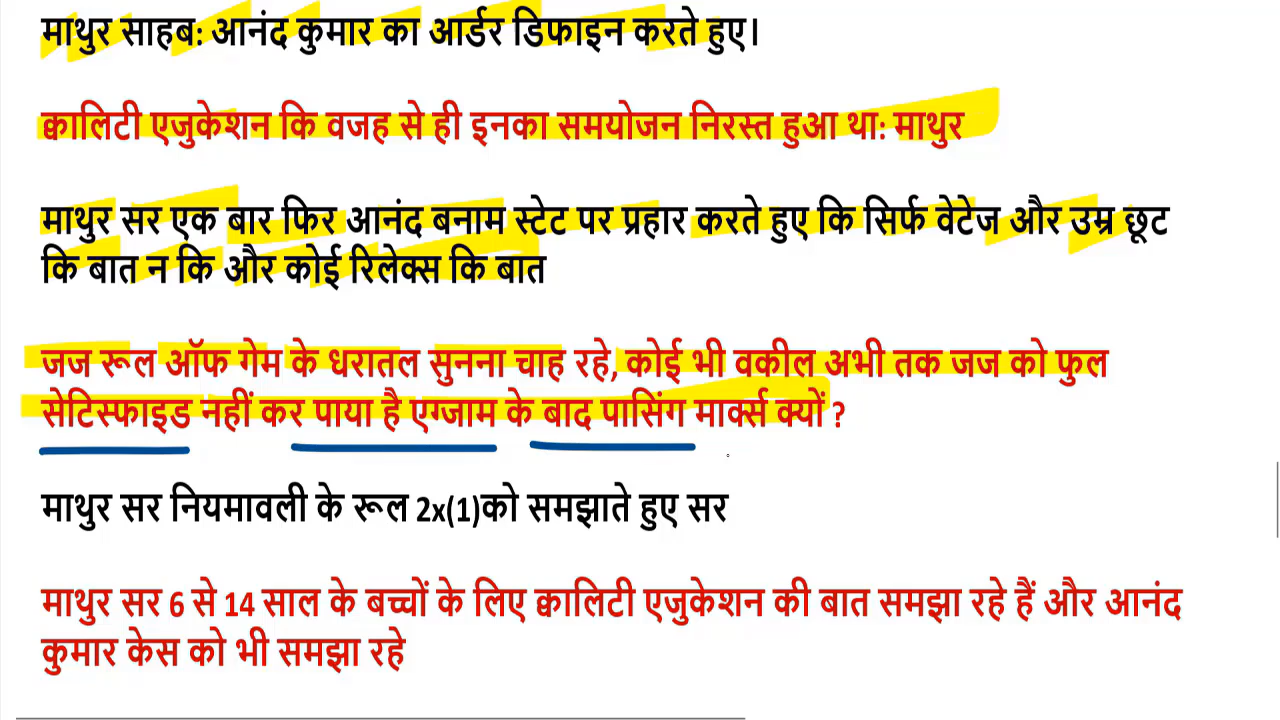 माथुर साहब: आनंद कुमार का आर्डर डिफाइन करते हुए।
क्वालिटी एजुकेशन कि वजह से ही इनका समयोजन निरस्त हुआ था: माथुर
माथुर सर एक बार फिर आनंद बनाम स्टेट पर प्रहार करते हुए कि सिर्फ वेटेज और उम्र छूट
कि बात न कि और कोई रिलेक्स कि बात
जज रूल ऑफ गेम के धरातल सुनना चाह रहे, कोई भी वकील अभी तक जज को फुल
सेटिस्फाइड नहीं कर पाया है एग्जाम के बाद पासिंग मार्क्स क्यों ?
माथुर सर नियमावली के रूल 2x(1)को समझाते हुए सर
माथुर सर 6 से 14 साल के बच्चों के लिए क्वालिटी एजुकेशन की बात समझा रहे हैं और आनंद
कुमार केस को भी समझा रहे